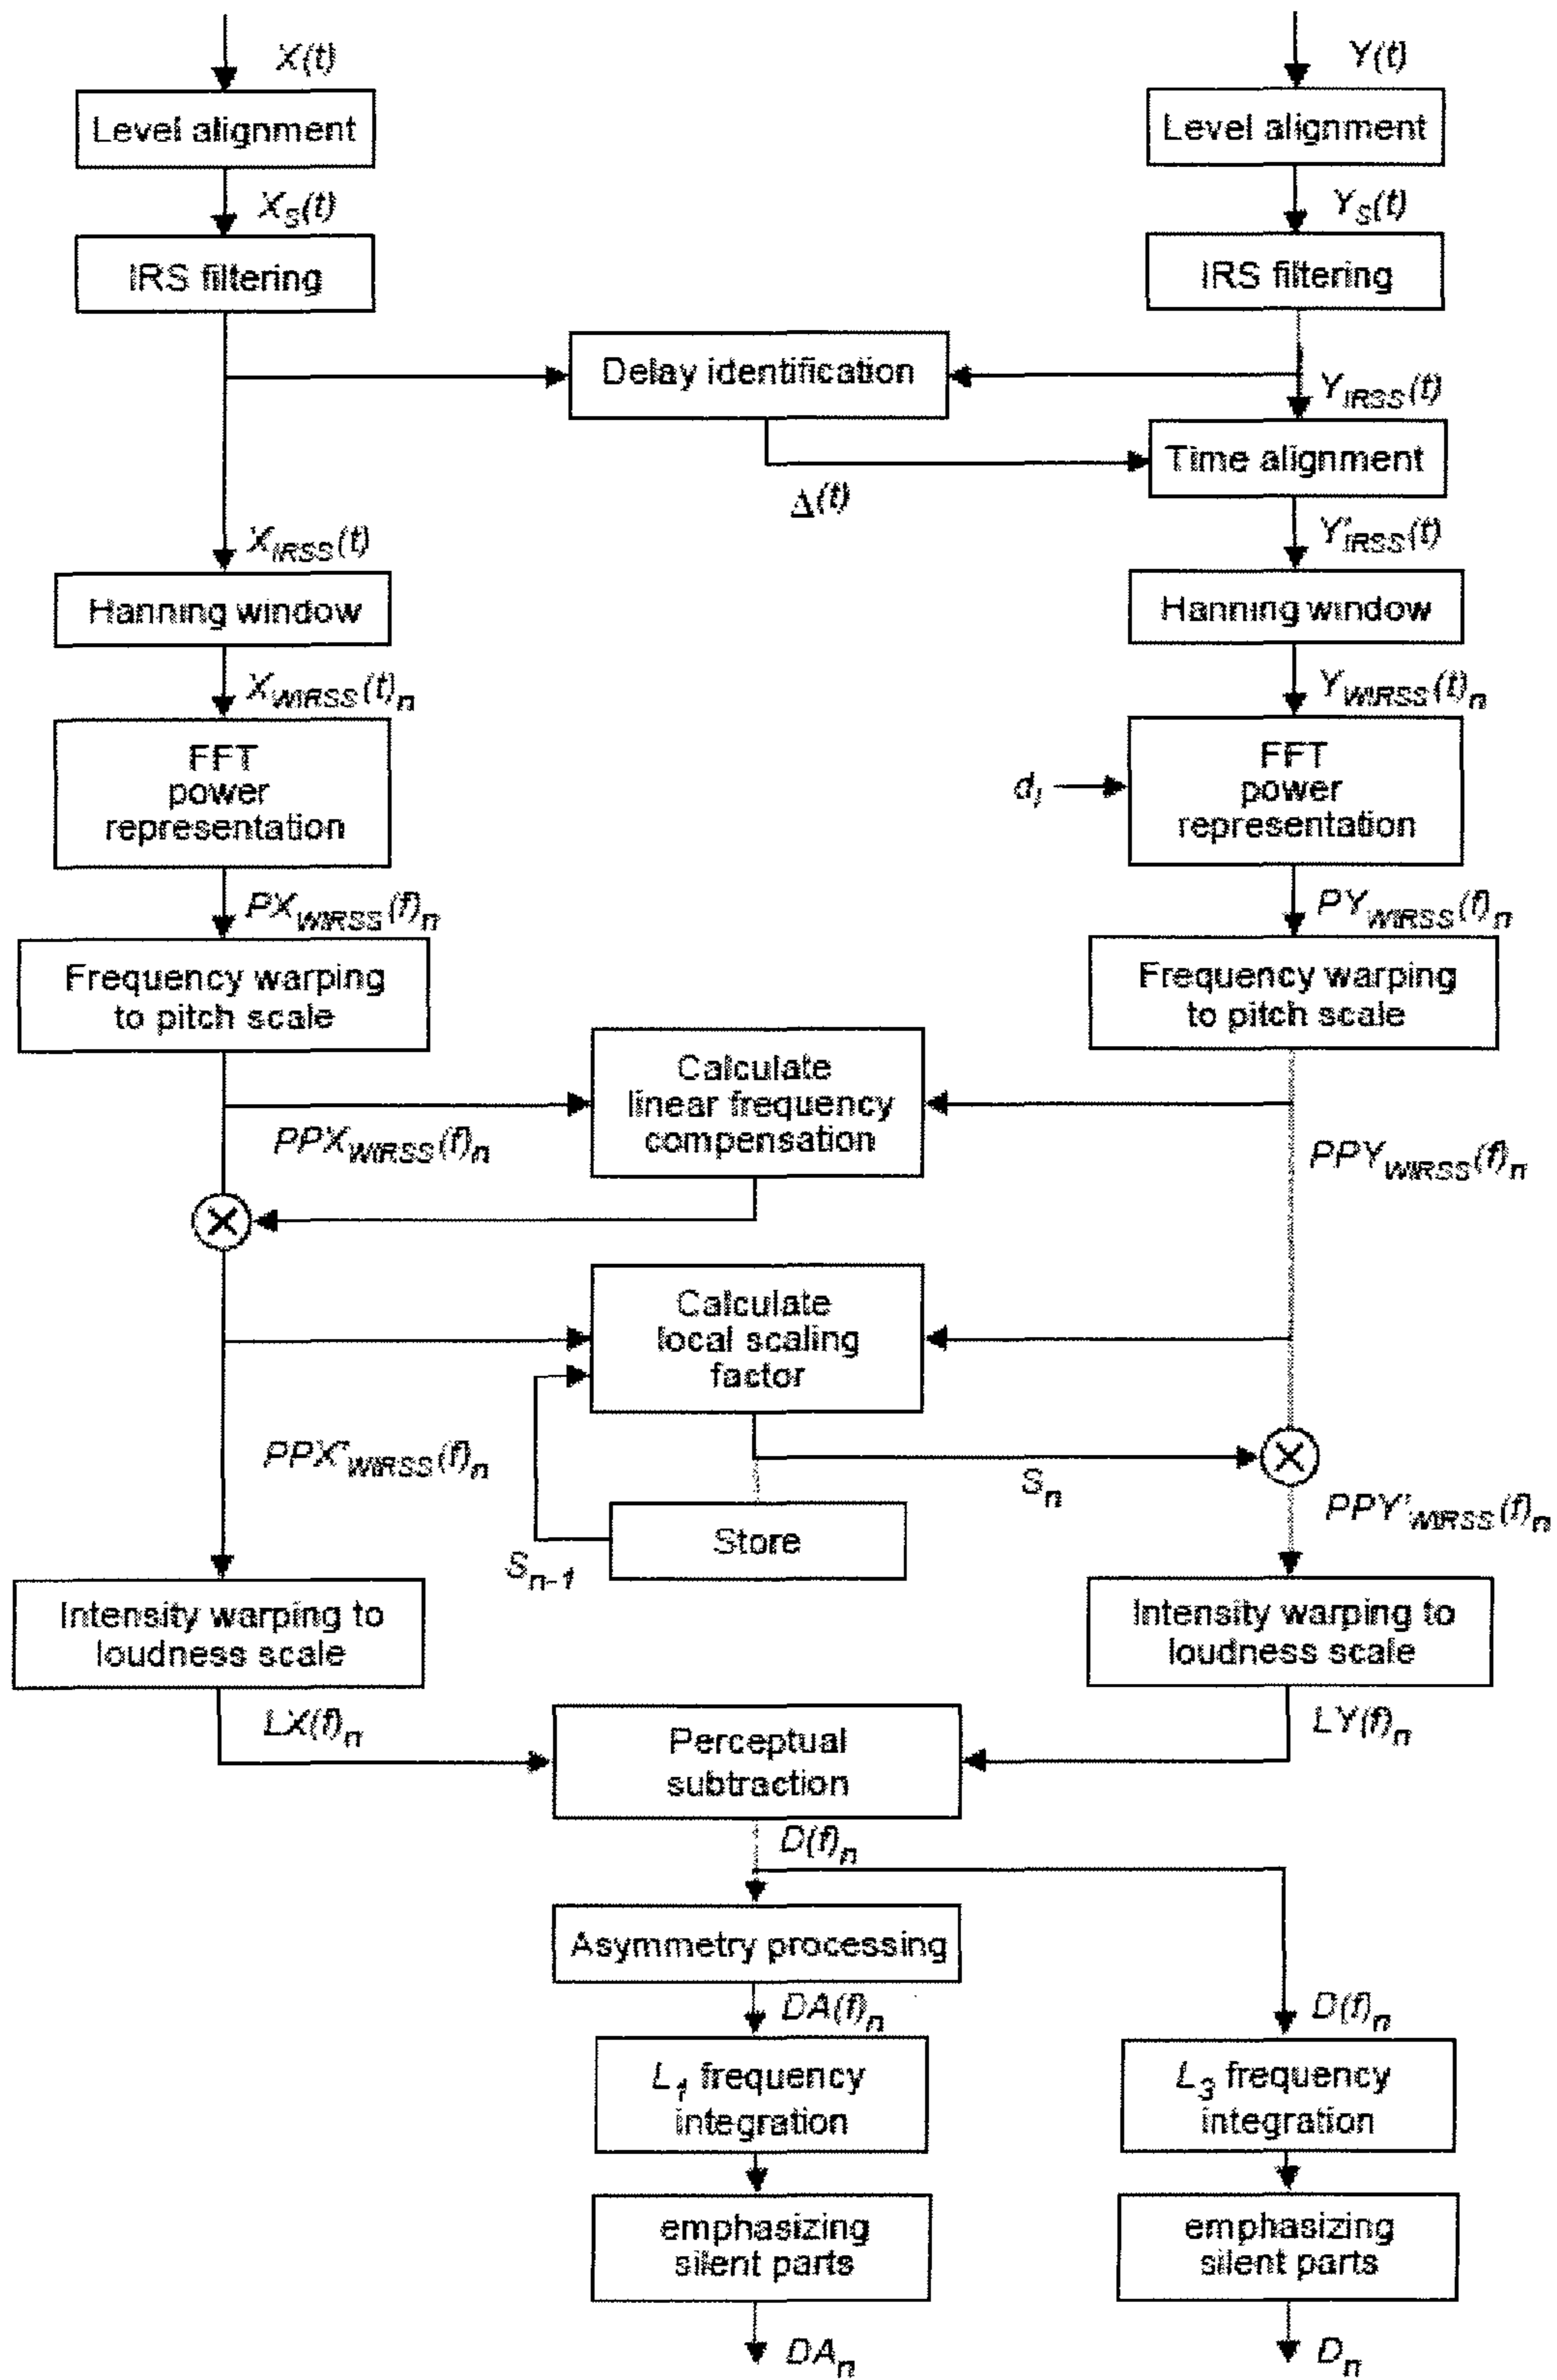 X(t)
Y(t)
Level alignment
Level alignment
X_S(t)
Y_S(t)
IRS filtering
IRS filtering
Delay identification
Y_IRSS(t)
Time alignment
Δ(t)
X_IRSS(t)
Y'_IRSS(t)
Hanning window
Hanning window
X_WIRSS(t)_n
Y_WIRSS(t)_n
FFT
power
representation
d_i
FFT
power
representation
PX_WIRSS(f)_n
PY_WIRSS(f)_n
Frequency warping
to pitch scale
Frequency warping
to pitch scale
Calculate
linear frequency
compensation
PPX_WIRSS(f)_n
PPY_WIRSS(f)_n
Calculate
local scaling
factor
PPX'_WIRSS(f)_n
S_n
PPY'_WIRSS(f)_n
Store
S_n-1
Intensity warping to
loudness scale
Intensity warping to
loudness scale
LX(f)_n
LY(f)_n
Perceptual
subtraction
D(f)_n
Asymmetry processing
DA(f)_n
D(f)_n
L_1 frequency
integration
L_3 frequency
integration
emphasizing
silent parts
emphasizing
silent parts
DA_n
D_n